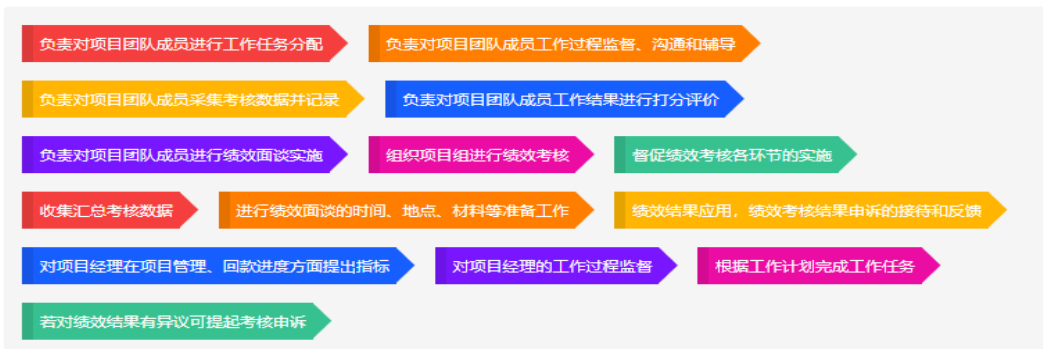 负责对项目团队成员进行工作任务分配
负责对项目团队成员工作过程监督、沟通和辅导
负责对项目团队成员采集考核数据并记录
负责对项目团队成员工作结果进行打分评价
负责对项目团队成员进行绩效面谈实施
组织项目组进行绩效考核
督促绩效考核各环节的实施
收集汇总考核数据
进行绩效面谈的时间、地点、材料等准备工作
绩效结果应用，绩效考核结果申诉的接待和反馈
对项目经理在项目管理、回款进度方面提出指标
对项目经理的工作过程监督
根据工作计划完成工作任务
若对绩效结果有异议可提起考核申诉